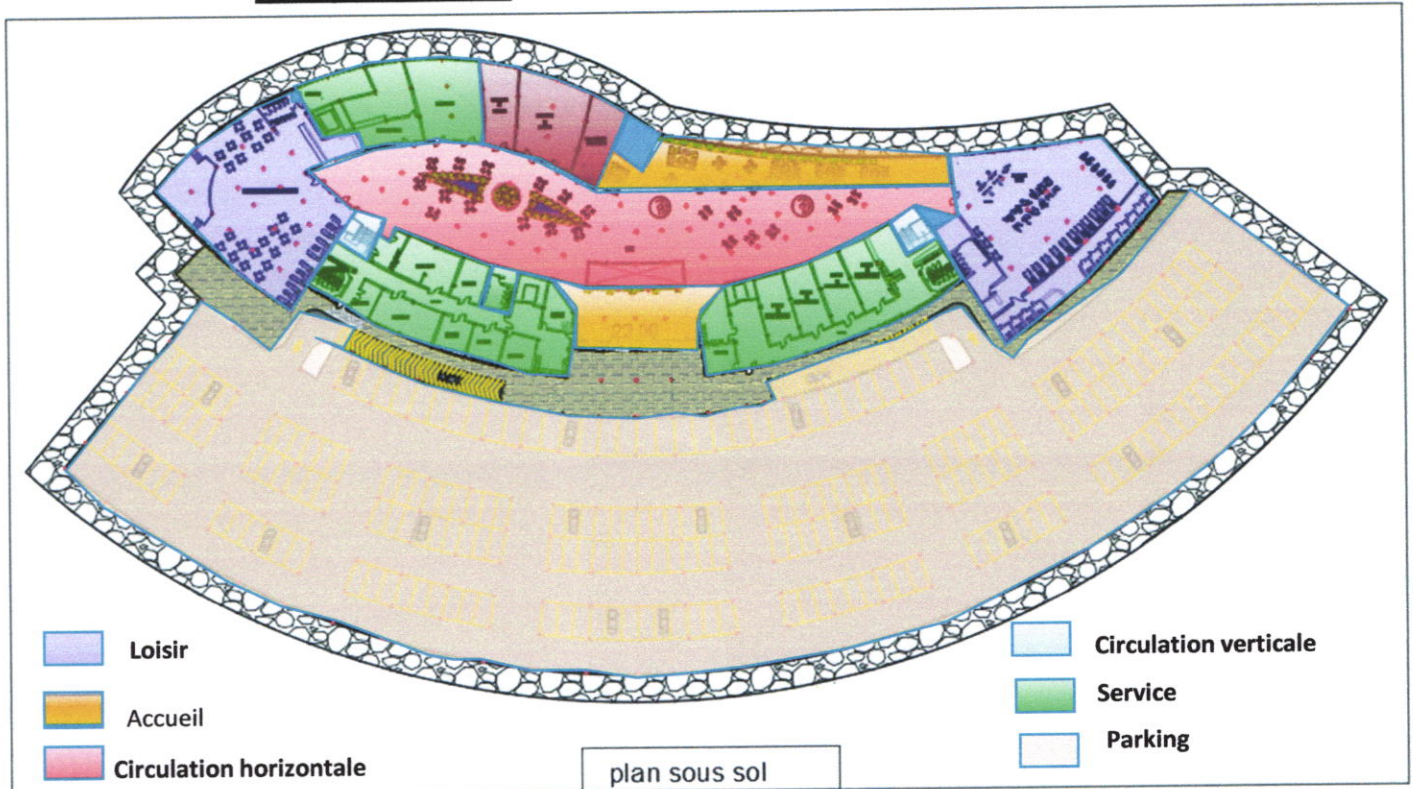 Loisir
Accueil
Circulation horizontale
plan sous sol
Circulation verticale
Service
Parking